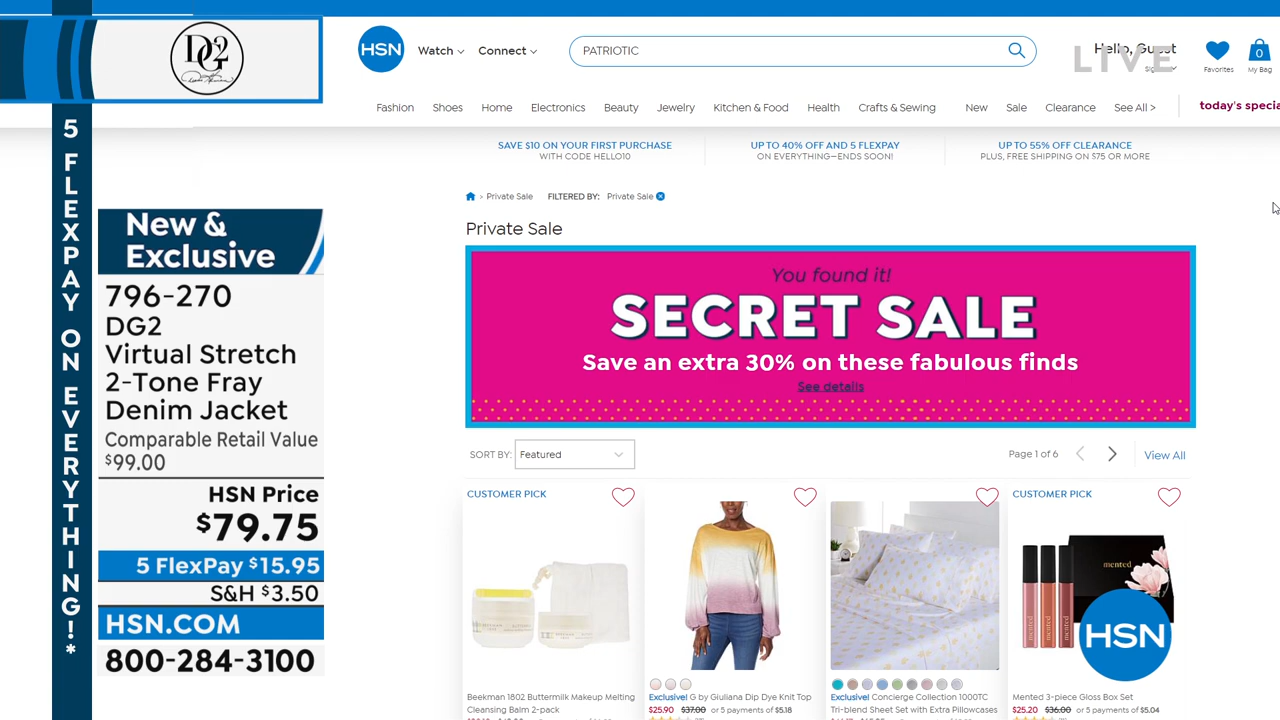 DG2
5 FLEXPAY ON EVERYTHING!*
New &
Exclusive
796-270
DG2
Virtual Stretch
2-Tone Fray
Denim Jacket
Comparable Retail Value
$99.00
HSN Price
$79.75
5 FlexPay $15.95
S&H $3.50
HSN.COM
800-284-3100
HSN
Watch
Connect
PATRIOTIC
Hello, Guest
LIVE
Favorites
0
My Bag
Fashion Shoes Home Electronics Beauty Jewelry Kitchen & Food Health Crafts & Sewing New Sale Clearance See All >
today's specia
SAVE $10 ON YOUR FIRST PURCHASE
WITH CODE HELLO10
UP TO 40% OFF AND 5 FLEXPAY
ON EVERYTHING—ENDS SOON!
UP TO 55% OFF CLEARANCE
PLUS, FREE SHIPPING ON $75 OR MORE
> Private Sale FILTERED BY: Private Sale
Private Sale
You found it!
SECRET SALE
Save an extra 30% on these fabulous finds
See details
SORT BY: Featured
Page 1 of 6
View All
CUSTOMER PICK
CUSTOMER PICK
mented
HSN
Beekman 1802 Buttermilk Makeup Melting
Cleansing Balm 2-pack
Exclusive! G by Giuliana Dip Dye Knit Top
$25.90 $37.00 or 5 payments of $5.18
Exclusive! Concierge Collection 1000TC
Tri-blend Sheet Set with Extra Pillowcases
Mented 3-piece Gloss Box Set
$25.20 $36.00 or 5 payments of $5.04